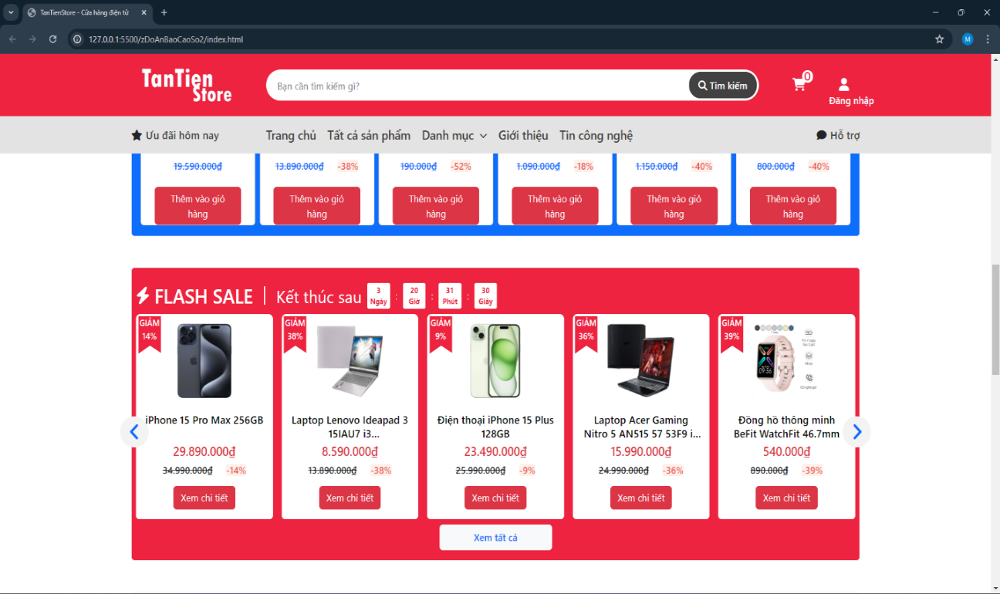 TanTienStore - Cửa hàng điện tử
127.0.0.1:5500/zDoAnBaoCaoSo2/index.html
M
TanTien
Store
Bạn cần tìm kiếm gì?
Tìm kiếm
0
Đăng nhập
Ưu đãi hôm nay
Trang chủ
Tất cả sản phẩm
Danh mục
Giới thiệu
Tin công nghệ
Hỗ trợ
19.590.000₫
13.890.000₫ -38%
190.000₫ -52%
1.090.000₫ -18%
1.150.000₫ -40%
800.000₫ -40%
Thêm vào giỏ
hàng
Thêm vào giỏ
hàng
Thêm vào giỏ
hàng
Thêm vào giỏ
hàng
Thêm vào giỏ
hàng
Thêm vào giỏ
hàng
FLASH SALE | Kết thúc sau
3
Ngày
:
20
Giờ
:
31
Phút
:
30
Giây
GIẢM
14%
iPhone 15 Pro Max 256GB
29.890.000₫
34.990.000₫ -14%
Xem chi tiết
GIẢM
38%
Laptop Lenovo Ideapad 3
15IAU7 i3...
8.590.000₫
13.890.000₫ -38%
Xem chi tiết
GIẢM
9%
Điện thoại iPhone 15 Plus
128GB
23.490.000₫
25.990.000₫ -9%
Xem chi tiết
GIẢM
36%
Laptop Acer Gaming
Nitro 5 AN515 57 53F9 i...
15.990.000₫
24.990.000₫ -36%
Xem chi tiết
GIẢM
39%
09:36
Đồng hồ thông minh
BeFit WatchFit 46.7mm
540.000₫
890.000₫ -39%
Xem chi tiết
Xem tất cả